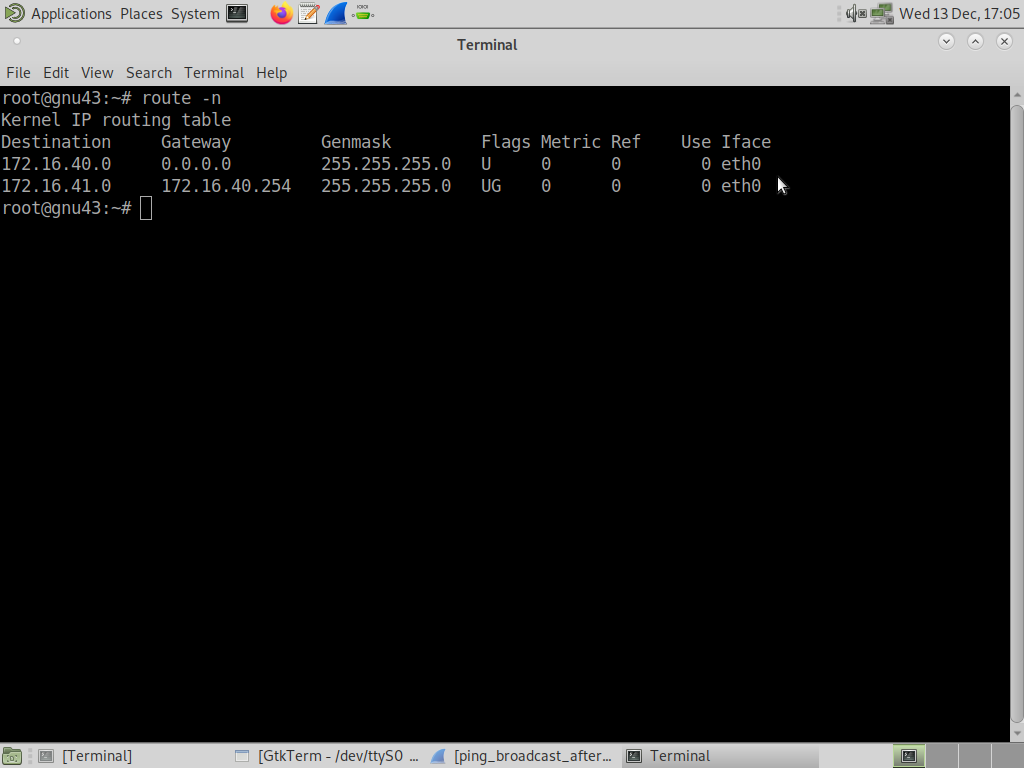 Applications Places System Wed 13 Dec, 17:05
Terminal
File Edit View Search Terminal Help
root@gnu43:~# route -n
Kernel IP routing table
Destination     Gateway         Genmask         Flags Metric Ref    Use Iface
172.16.40.0     0.0.0.0         255.255.255.0   U     0      0        0 eth0
172.16.41.0     172.16.40.254   255.255.255.0   UG    0      0        0 eth0
root@gnu43:~#
[Terminal] [GtkTerm - /dev/ttyS0 ... [ping_broadcast_after... Terminal